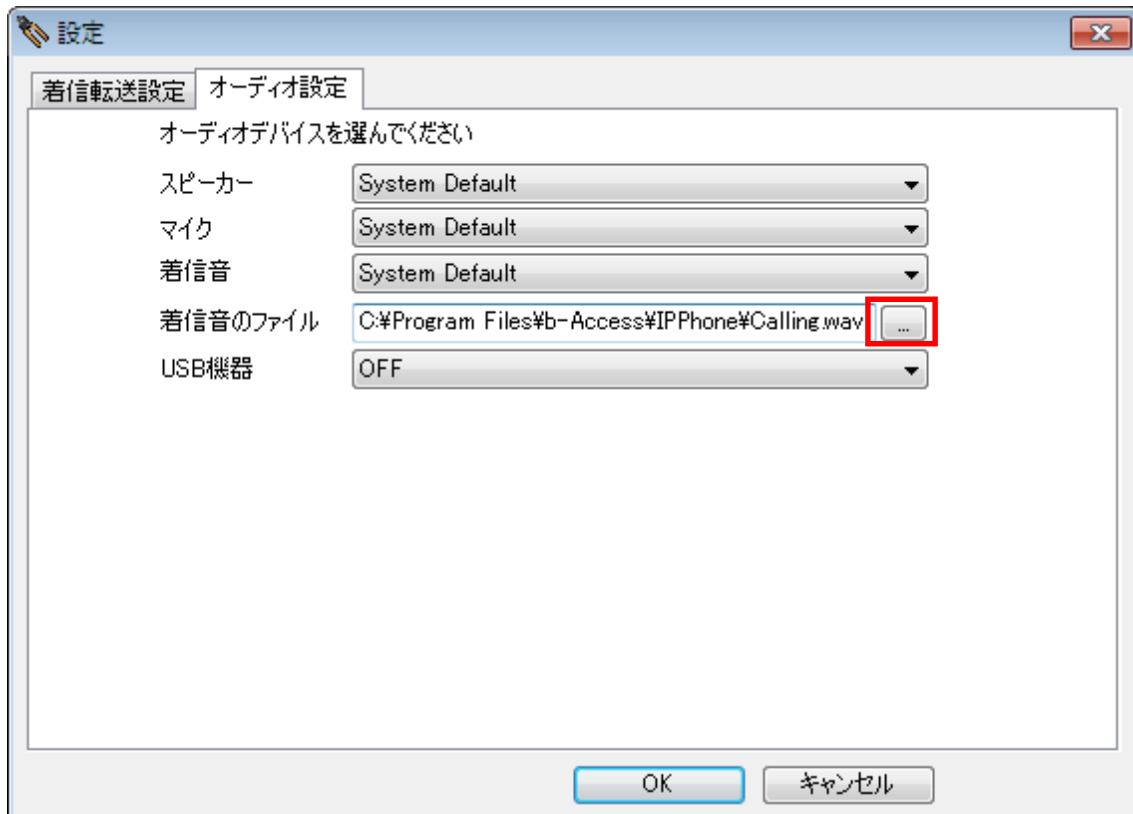 設定
着信転送設定 オーディオ設定
オーディオデバイスを選んでください
スピーカー System Default
マイク System Default
着信音 System Default
着信音のファイル C:¥Program Files¥b-Access¥IPPhone¥Calling.wav ...
USB機器 OFF
OK キャンセル